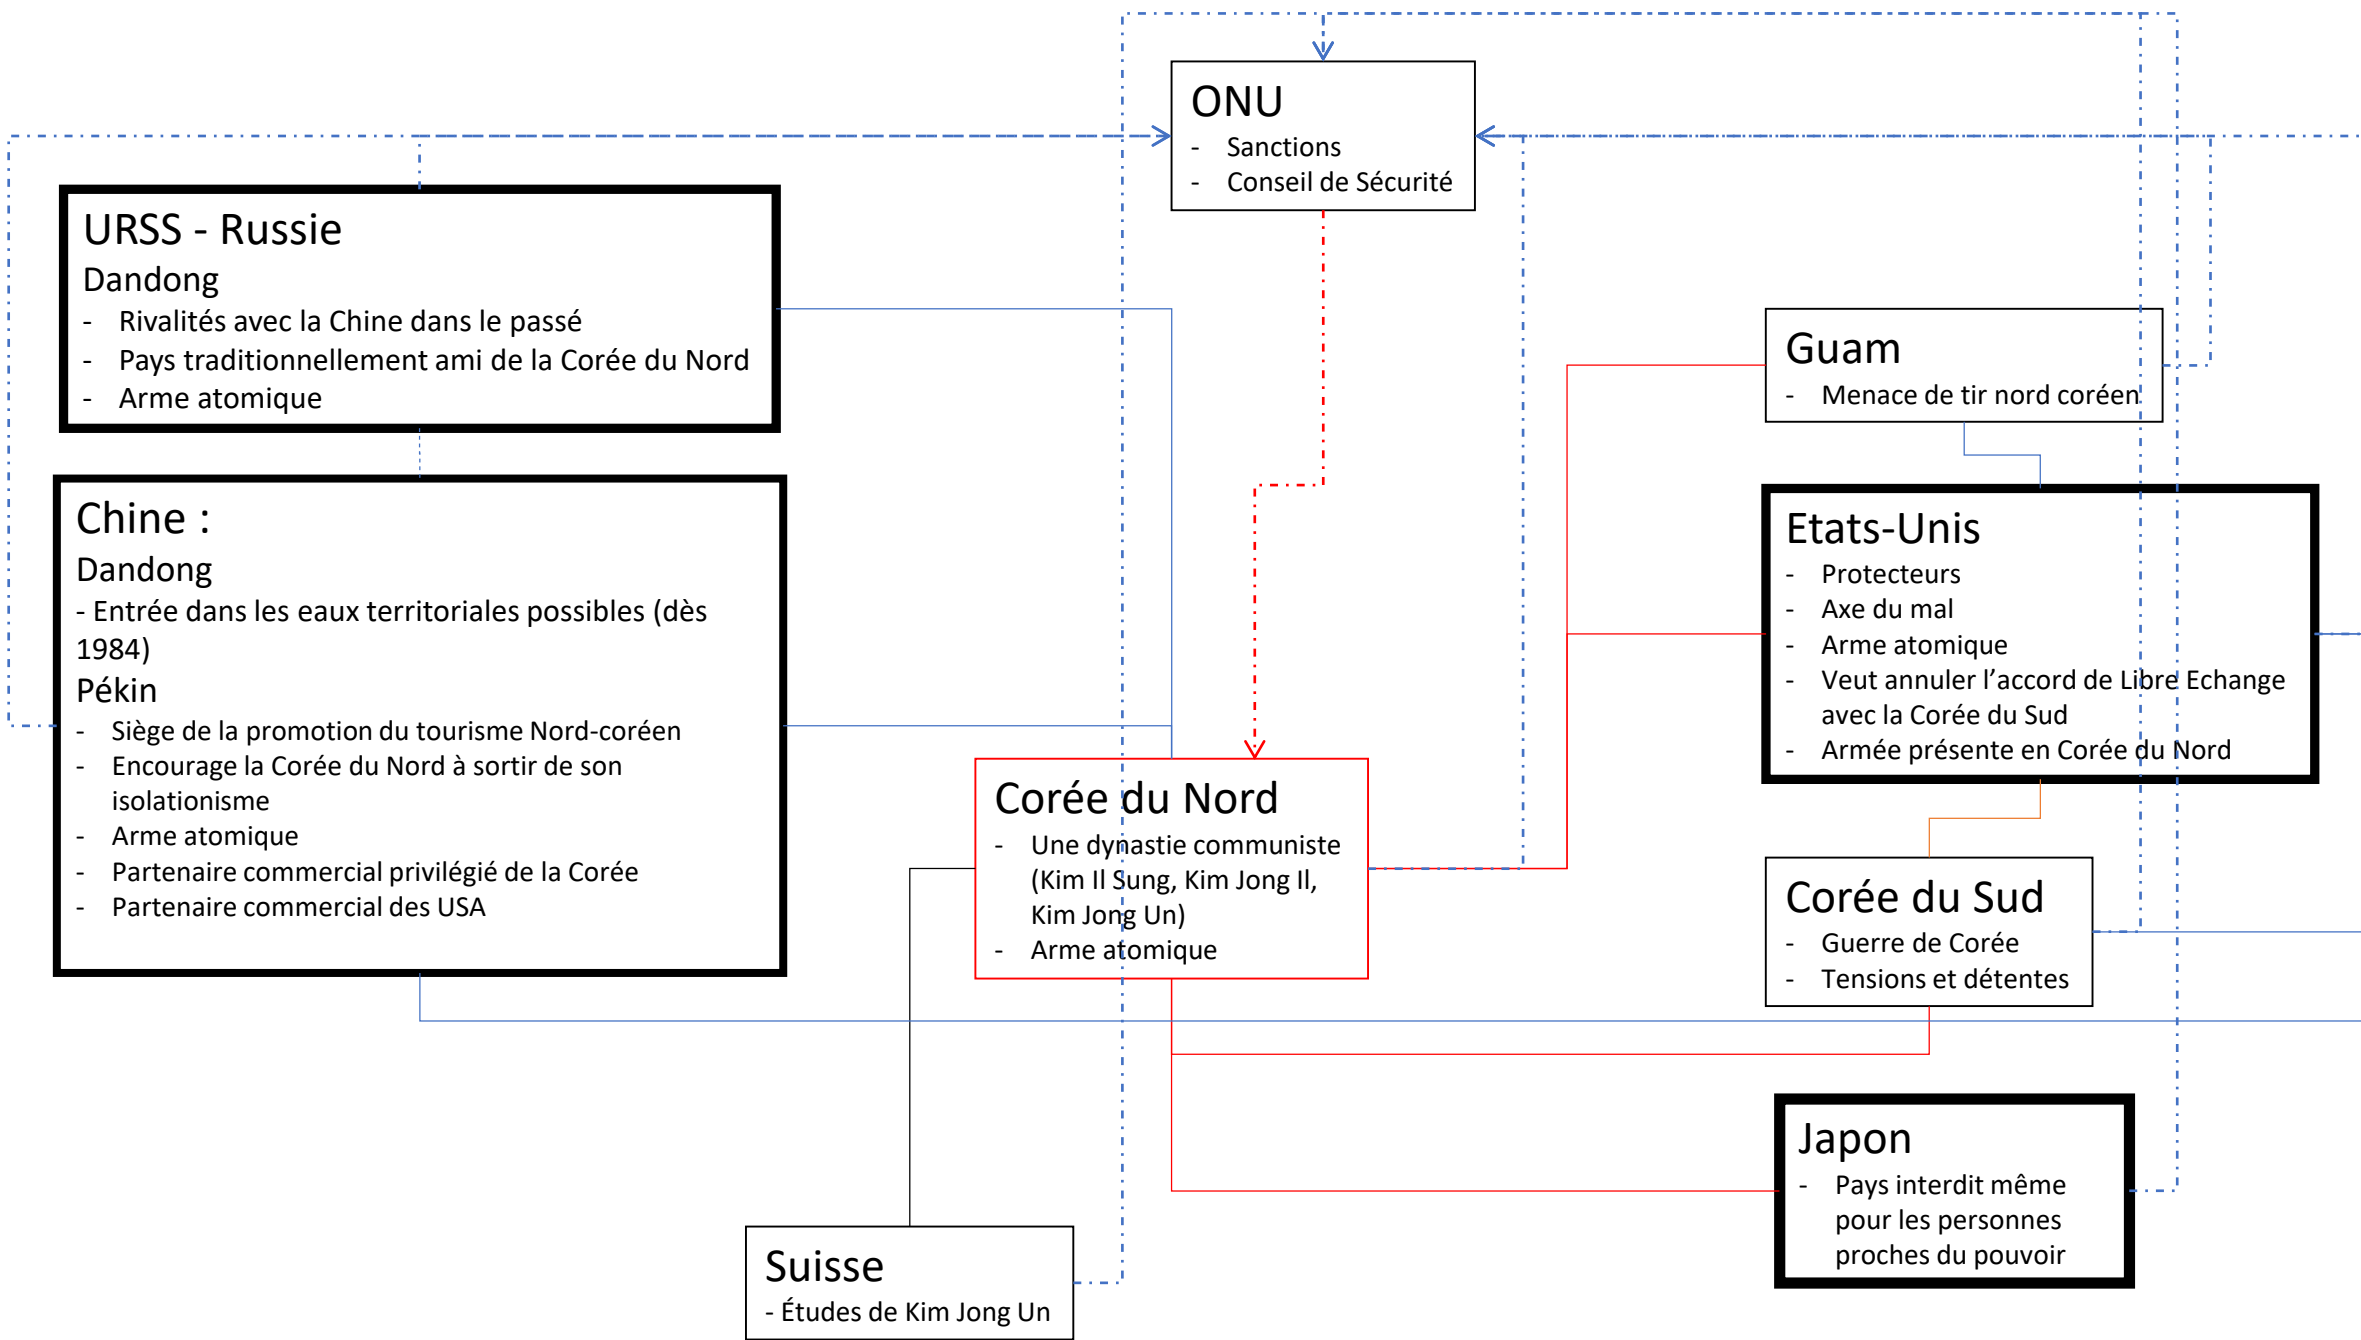 ONU
- Sanctions
- Conseil de Sécurité
URSS - Russie
Dandong
- Rivalités avec la Chine dans le passé
- Pays traditionnellement ami de la Corée du Nord
- Arme atomique
Guam
- Menace de tir nord coréen
Chine :
Dandong
- Entrée dans les eaux territoriales possibles (dès
1984)
Pékin
- Siège de la promotion du tourisme Nord-coréen
- Encourage la Corée du Nord à sortir de son
isolationisme
- Arme atomique
- Partenaire commercial privilégié de la Corée
- Partenaire commercial des USA
Etats-Unis
- Protecteurs
- Axe du mal
- Arme atomique
- Veut annuler l’accord de Libre Echange
avec la Corée du Sud
- Armée présente en Corée du Nord
Corée du Nord
- Une dynastie communiste
(Kim Il Sung, Kim Jong Il,
Kim Jong Un)
- Arme atomique
Corée du Sud
- Guerre de Corée
- Tensions et détentes
Japon
- Pays interdit même
pour les personnes
proches du pouvoir
Suisse
- Études de Kim Jong Un